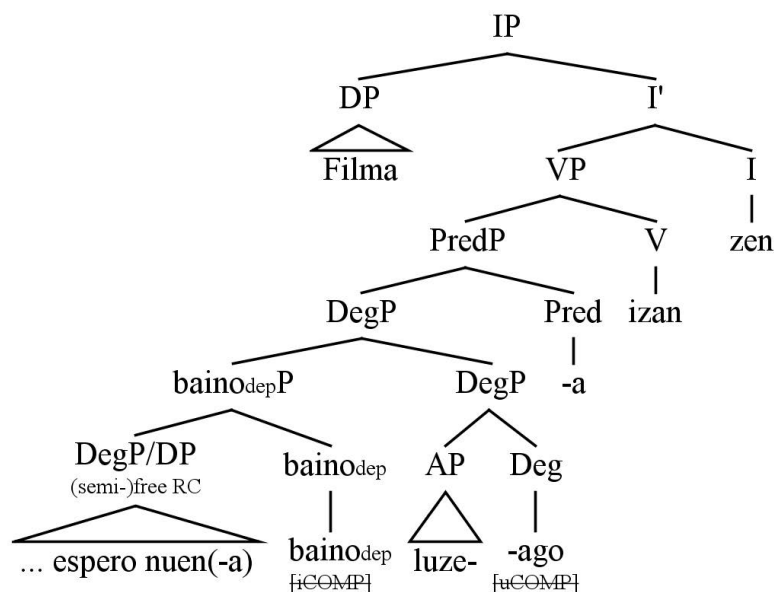 IP
DP I'
Filma VP I
PredP V zen
DegP Pred izan
bainodepP DegP -a
DegP/DP bainodep AP Deg
(semi-)free RC
... espero nuen(-a) bainodep luze- -ago
[iCOMP] [uCOMP]